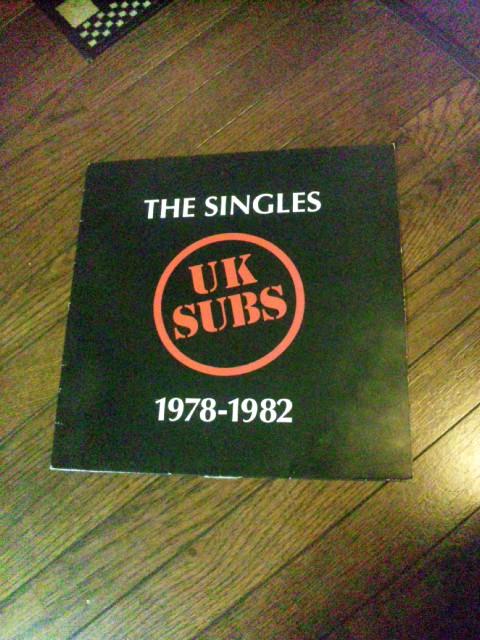 THE SINGLES
UK
SUBS
1978-1982